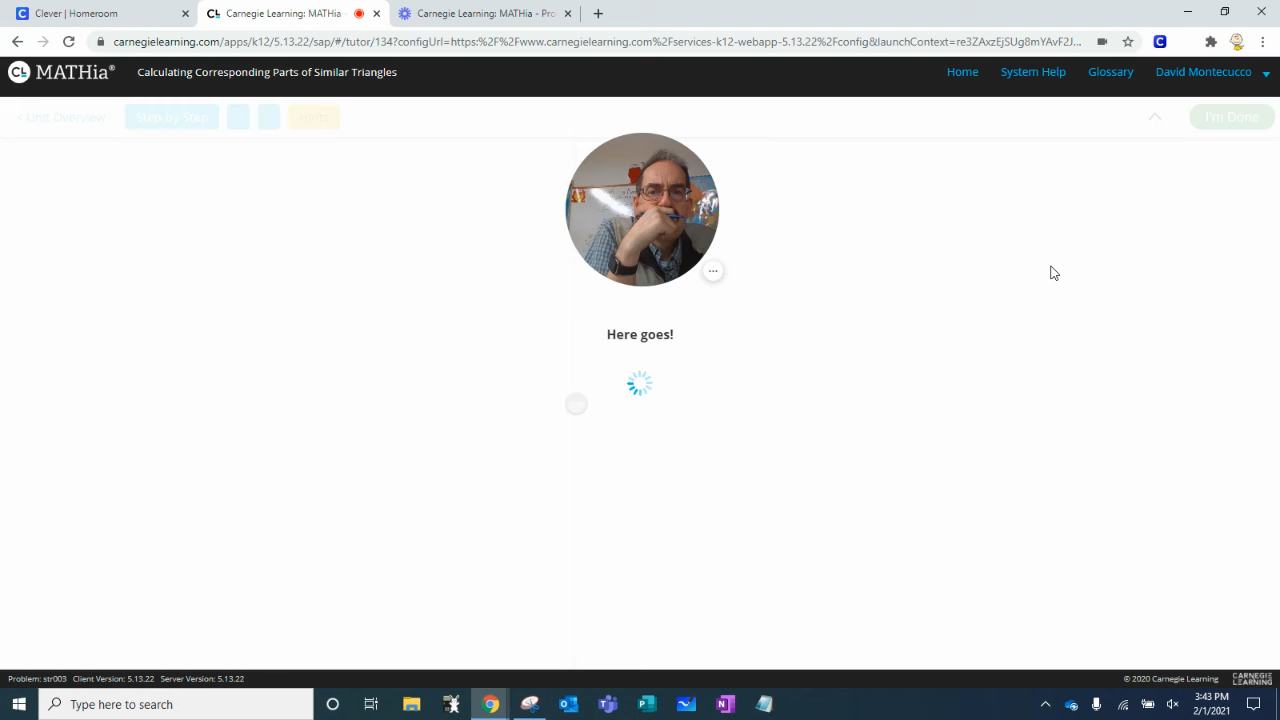 Clever | Homeroom
CL Carnegie Learning: MATHia -
Carnegie Learning: MATHia - Pro
carnegielearning.com/apps/k12/5.13.22/sap/#/tutor/134?configUrl=https:%2F%2Fwww.carnegielearning.com%2Fservices-k12-webapp-5.13.22%2Fconfig&launchContext=re3ZAxzEjSUg8mYAvF2J...
CL MATHia® Calculating Corresponding Parts of Similar Triangles Home System Help Glossary David Montecucco
< Unit Overview Step by Step Hints I'm Done
...
Here goes!
Problem: str003 Client Version: 5.13.22 Server Version: 5.13.22 © 2020 Carnegie Learning CARNEGIE LEARNING
Type here to search
3:43 PM
2/1/2021